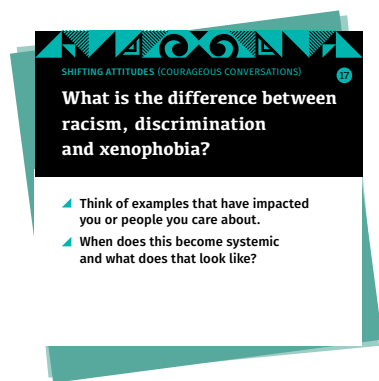 SHIFTING ATTITUDES (COURAGEOUS CONVERSATIONS)
17
What is the difference between
racism, discrimination
and xenophobia?
Think of examples that have impacted
you or people you care about.
When does this become systemic
and what does that look like?